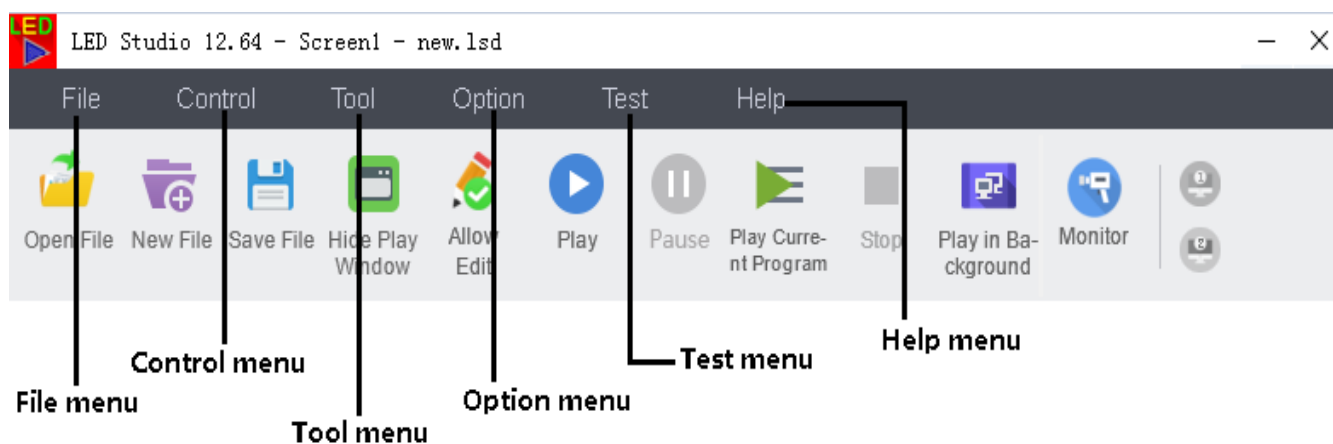 LED
LED Studio 12.64 - Screen1 - new.lsd
File Control Tool Option Test Help
Open File New File Save File Hide Play Window Allow Edit Play Pause Play Curre-
nt Program Stop Play in Ba-
ckground Monitor
1
2
Control menu
File menu
Tool menu
Option menu
Test menu
Help menu